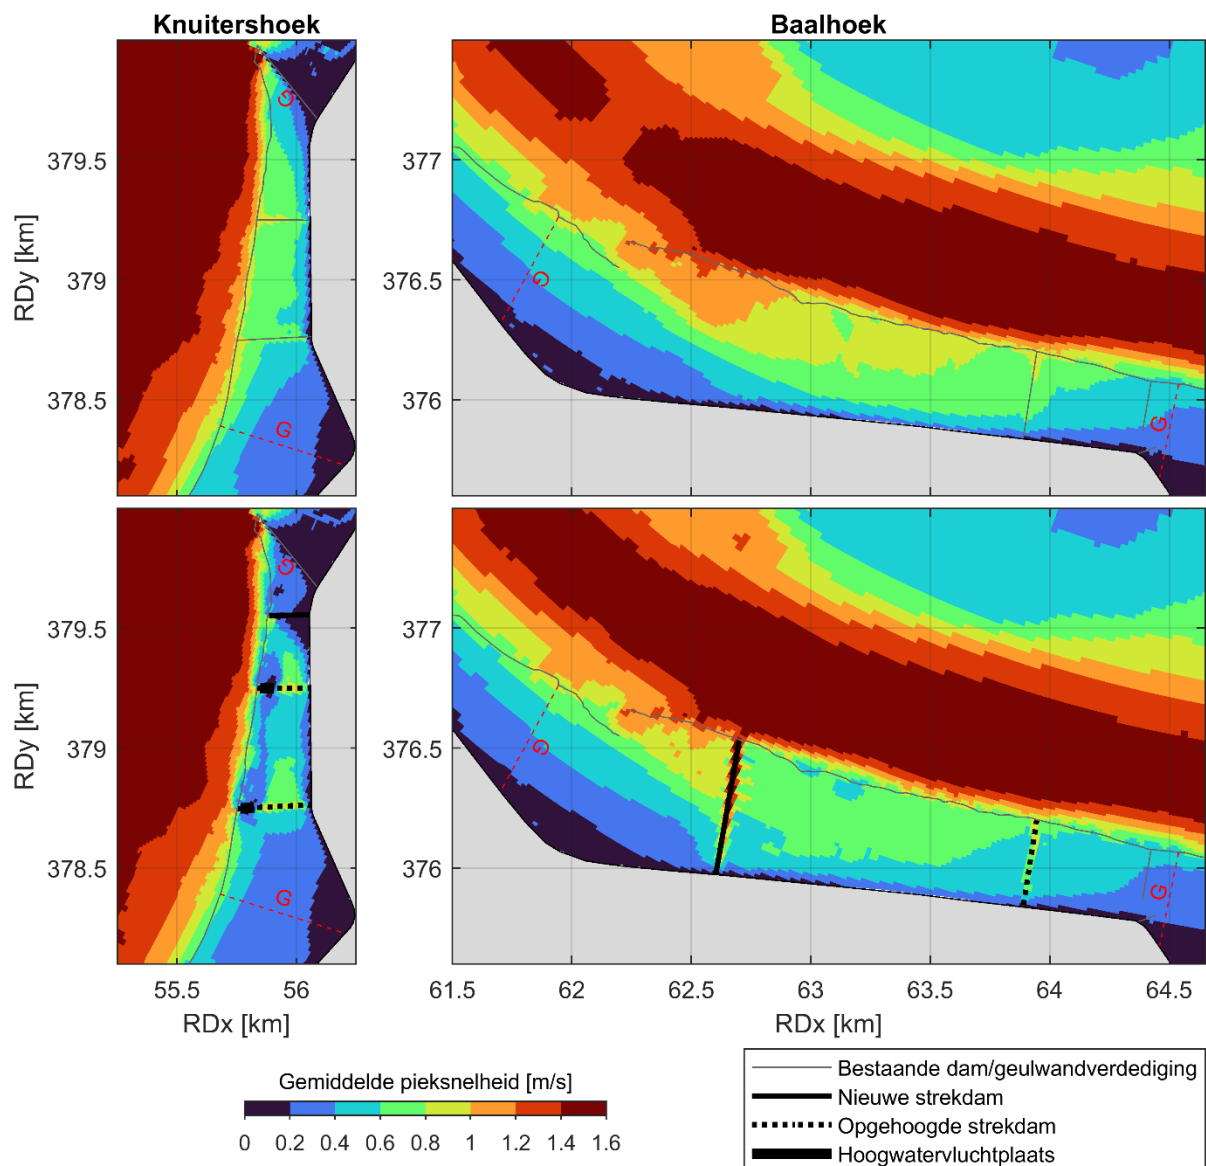 Knuitershoek
Baalhoek
RDy [km]
379.5
379
378.5
G
G
377
376.5
376
G
G
RDy [km]
379.5
379
378.5
G
G
55.5 56
RDx [km]
377
376.5
376
G
G
61.5 62 62.5 63 63.5 64 64.5
RDx [km]
Gemiddelde pieksnelheid [m/s]
0 0.2 0.4 0.6 0.8 1 1.2 1.4 1.6
Bestaande dam/geulwandverdediging
Nieuwe strekdam
Opgehoogde strekdam
Hoogwatervluchtplaats